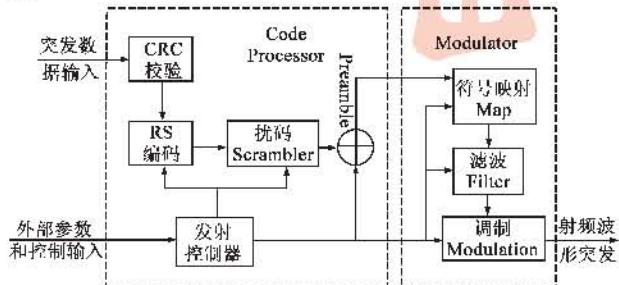 突发数
据输入
CRC
校验
Code
Processor
Preamble
Modulator
符号映射
Map
RS
编码
扰码
Scrambler
滤波
Filter
外部参数
和控制输入
发射
控制器
调制
Modulation
射频波
形突发